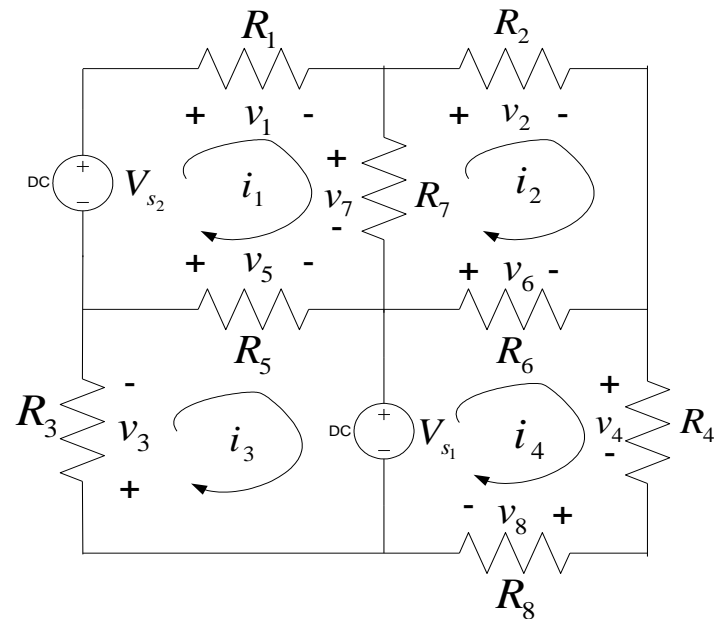 R₁
R₂
+ v₁ -
+ v₂ -
DC + - Vₛ₂
i₁
+ v₇ -
R₇
i₂
+ v₅ -
+ v₆ -
R₅
R₆
R₃
- v₃ +
i₃
DC + - Vₛ₁
i₄
+ v₄ -
R₄
- v₈ +
R₈